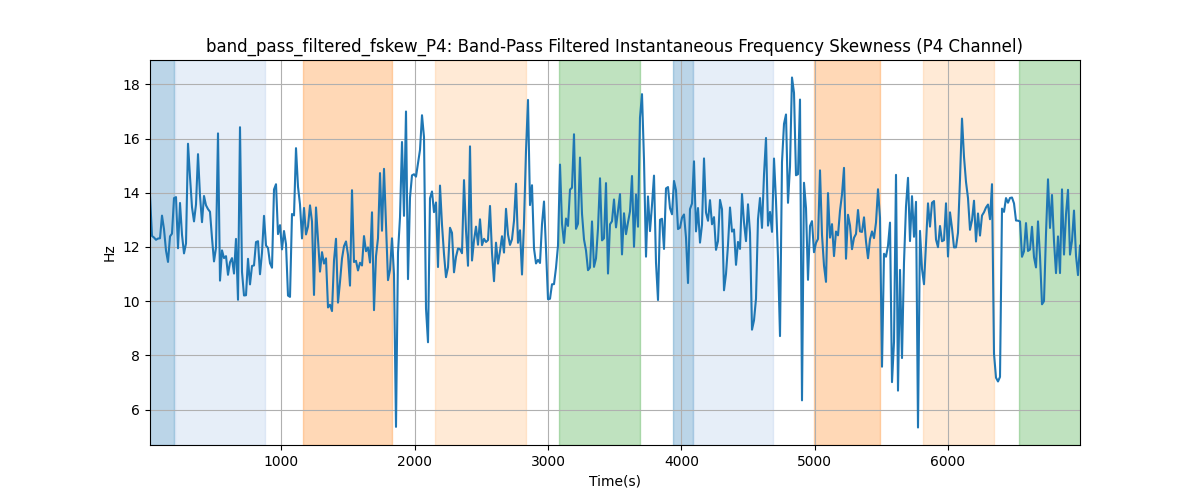 band_pass_filtered_fskew_P4: Band-Pass Filtered Instantaneous Frequency Skewness (P4 Channel)
18
16
14
12
10
8
6
Hz
1000 2000 3000 4000 5000 6000
Time(s)